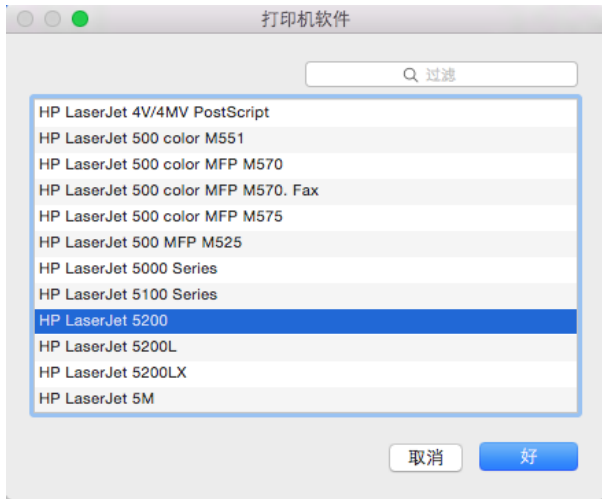 打印机软件
过滤
HP LaserJet 4V/4MV PostScript
HP LaserJet 500 color M551
HP LaserJet 500 color MFP M570
HP LaserJet 500 color MFP M570. Fax
HP LaserJet 500 color MFP M575
HP LaserJet 500 MFP M525
HP LaserJet 5000 Series
HP LaserJet 5100 Series
HP LaserJet 5200
HP LaserJet 5200L
HP LaserJet 5200LX
HP LaserJet 5M
取消 好